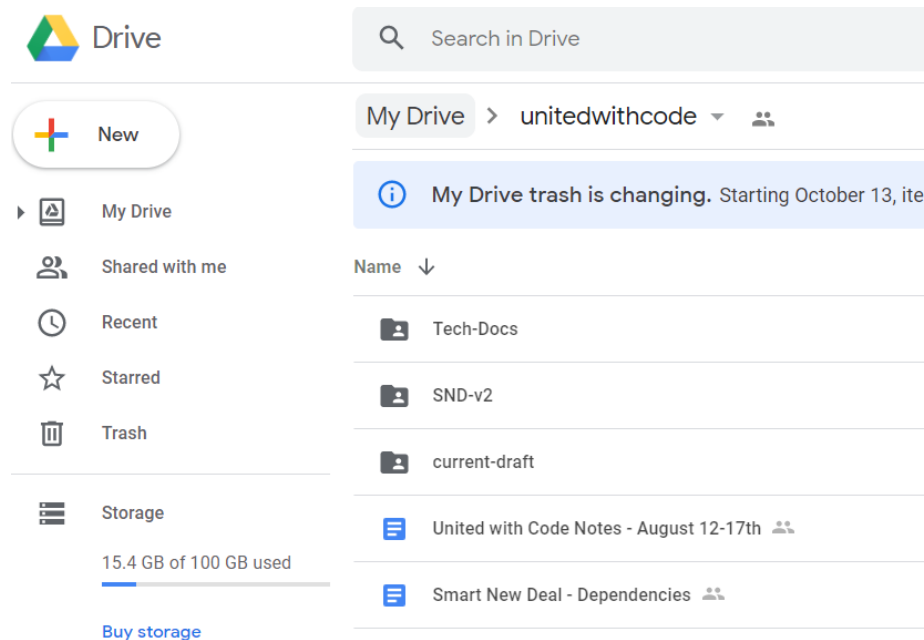 Drive
Search in Drive
My Drive > unitedwithcode
New
My Drive trash is changing. Starting October 13, ite
My Drive
Shared with me
Recent
Starred
Trash
Storage
15.4 GB of 100 GB used
Buy storage
Name
Tech-Docs
SND-v2
current-draft
United with Code Notes - August 12-17th
Smart New Deal - Dependencies